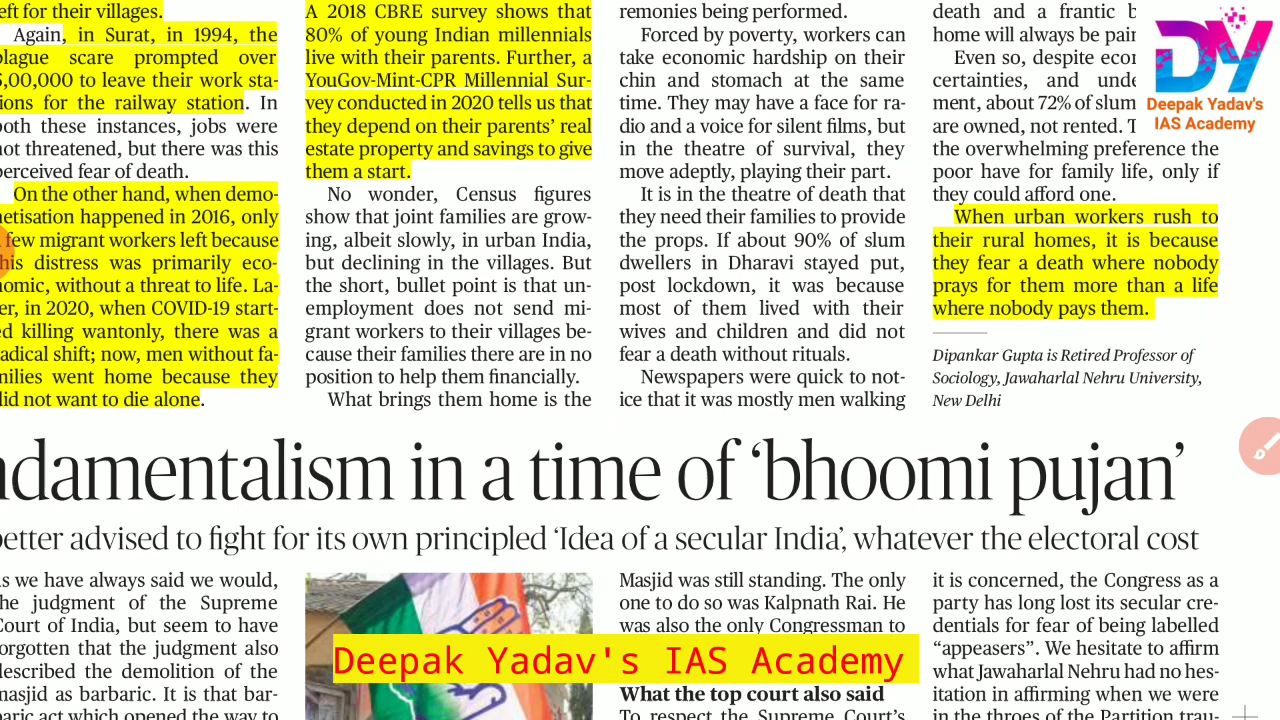 eft for their villages.
Again, in Surat, in 1994, the
plague scare prompted over
6,00,000 to leave their work sta-
ions for the railway station. In
both these instances, jobs were
not threatened, but there was this
perceived fear of death.
On the other hand, when demo-
netisation happened in 2016, only
few migrant workers left because
this distress was primarily eco-
nomic, without a threat to life. La-
er, in 2020, when COVID-19 start-
ed killing wantonly, there was a
radical shift; now, men without fa-
milies went home because they
did not want to die alone.
A 2018 CBRE survey shows that
80% of young Indian millennials
live with their parents. Further, a
YouGov-Mint-CPR Millennial Sur-
vey conducted in 2020 tells us that
they depend on their parents’ real
estate property and savings to give
them a start.
No wonder, Census figures
show that joint families are grow-
ing, albeit slowly, in urban India,
but declining in the villages. But
the short, bullet point is that un-
employment does not send mi-
grant workers to their villages be-
cause their families there are in no
position to help them financially.
What brings them home is the
remonies being performed.
Forced by poverty, workers can
take economic hardship on their
chin and stomach at the same
time. They may have a face for ra-
dio and a voice for silent films, but
in the theatre of survival, they
move adeptly, playing their part.
It is in the theatre of death that
they need their families to provide
the props. If about 90% of slum
dwellers in Dharavi stayed put,
post lockdown, it was because
most of them lived with their
wives and children and did not
fear a death without rituals.
Newspapers were quick to not-
ice that it was mostly men walking
death and a frantic b
home will always be pair
Even so, despite ecor
certainties, and unde
ment, about 72% of slum
are owned, not rented. T
the overwhelming preference the
poor have for family life, only if
they could afford one.
When urban workers rush to
their rural homes, it is because
they fear a death where nobody
prays for them more than a life
where nobody pays them.
Dipankar Gupta is Retired Professor of
Sociology, Jawaharlal Nehru University,
New Delhi
DY
Deepak Yadav's
IAS Academy
ndamentalism in a time of ‘bhoomi pujan’
better advised to fight for its own principled ‘Idea of a secular India’, whatever the electoral cost
as we have always said we would,
the judgment of the Supreme
Court of India, but seem to have
forgotten that the judgment also
described the demolition of the
masjid as barbaric. It is that bar-
baric act which opened the way to
Masjid was still standing. The only
one to do so was Kalpnath Rai. He
was also the only Congressman to
Deepak Yadav's IAS Academy
What the top court also said
To respect the Supreme Court’s
it is concerned, the Congress as a
party has long lost its secular cre-
dentials for fear of being labelled
“appeasers”. We hesitate to affirm
what Jawaharlal Nehru had no hes-
itation in affirming when we were
in the throes of the Partition trau-